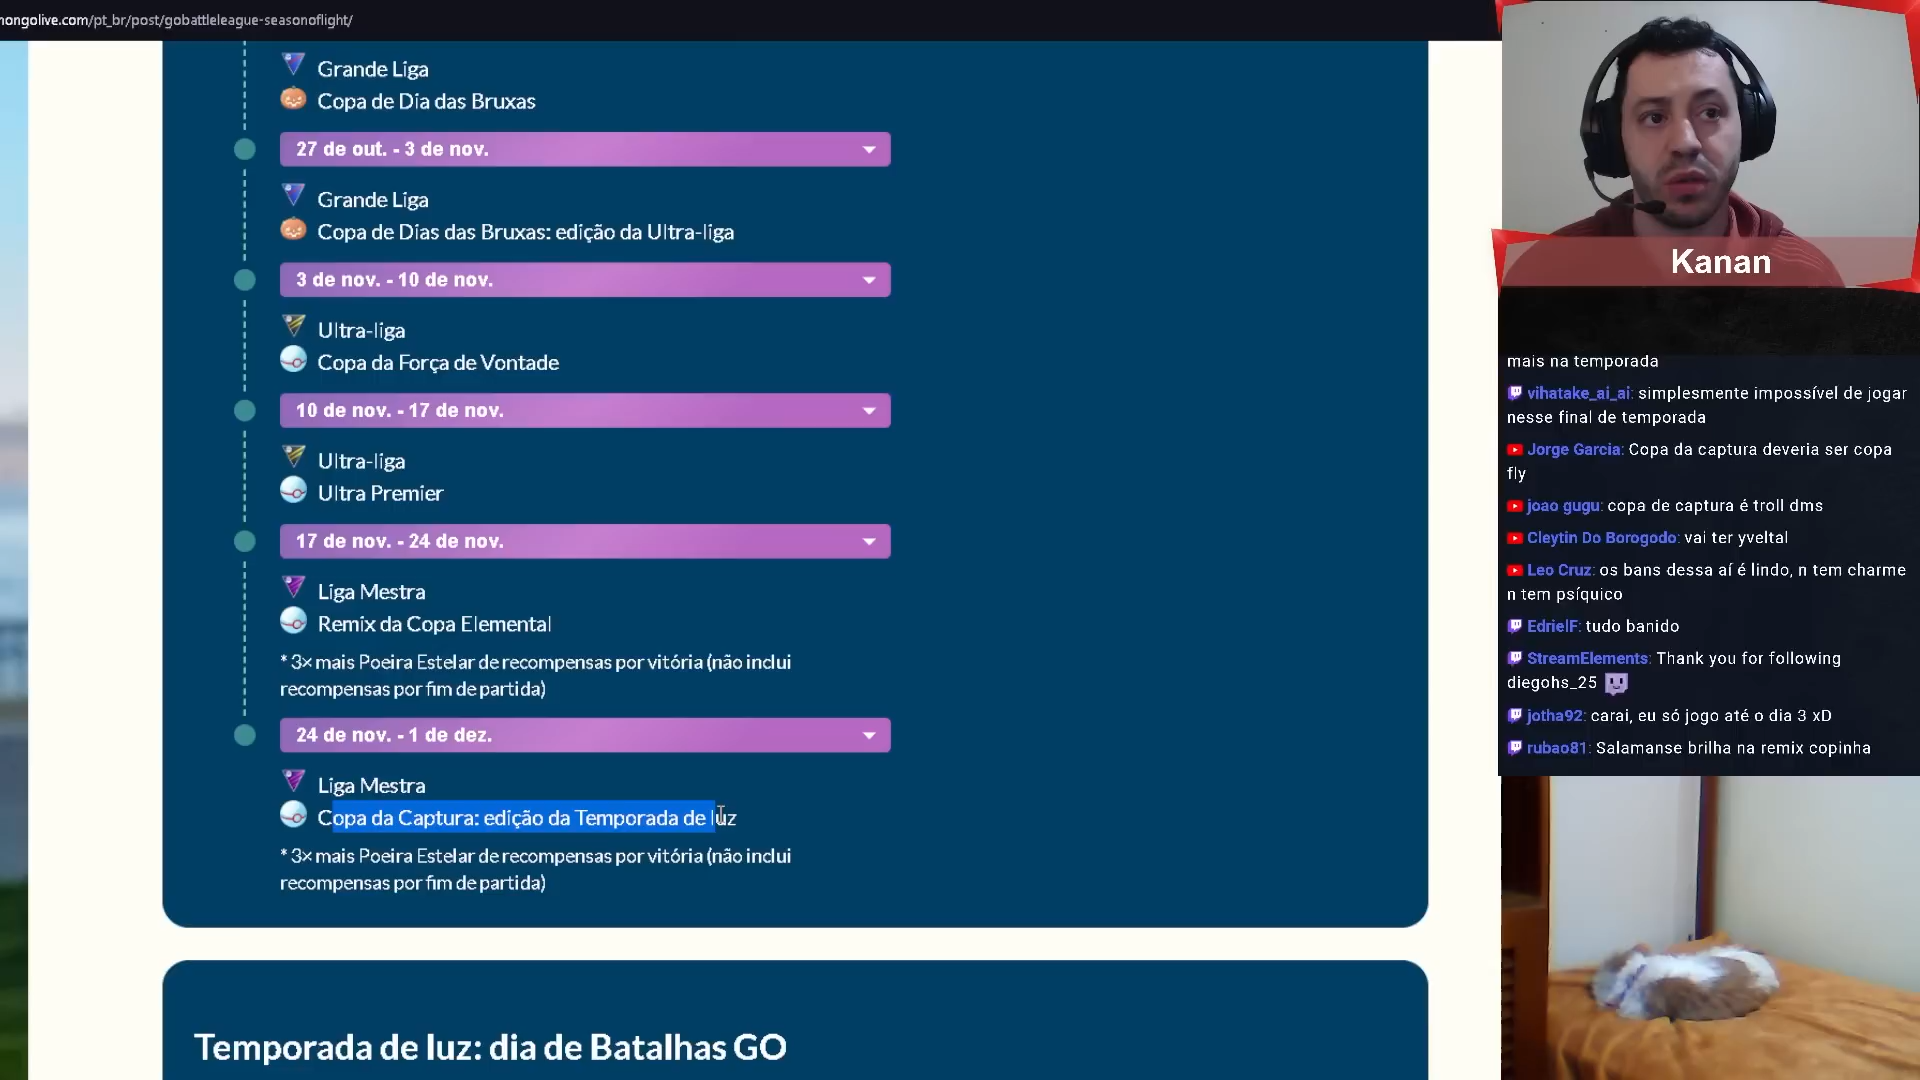 nongolive.com/pt_br/post/gobattleleague-seasonoflight/
Grande Liga
Copa de Dia das Bruxas
27 de out. - 3 de nov.
Grande Liga
Copa de Dias das Bruxas: edição da Ultra-liga
3 de nov. - 10 de nov.
Ultra-liga
Copa da Força de Vontade
10 de nov. - 17 de nov.
Ultra-liga
Ultra Premier
17 de nov. - 24 de nov.
Liga Mestra
Remix da Copa Elemental
* 3× mais Poeira Estelar de recompensas por vitória (não inclui
recompensas por fim de partida)
24 de nov. - 1 de dez.
Liga Mestra
Copa da Captura: edição da Temporada de luz
* 3× mais Poeira Estelar de recompensas por vitória (não inclui
recompensas por fim de partida)
Temporada de luz: dia de Batalhas GO
Kanan
mais na temporada
vihatake_ai_ai: simplesmente impossível de jogar
nesse final de temporada
Jorge Garcia: Copa da captura deveria ser copa
fly
joao gugu: copa de captura é troll dms
Cleytin Do Borogodo: vai ter yveltal
Leo Cruz: os bans dessa aí é lindo, n tem charme
n tem psíquico
EdrielF: tudo banido
StreamElements: Thank you for following
diegohs_25
jotha92: carai, eu só jogo até o dia 3 xD
rubao81: Salamanse brilha na remix copinha